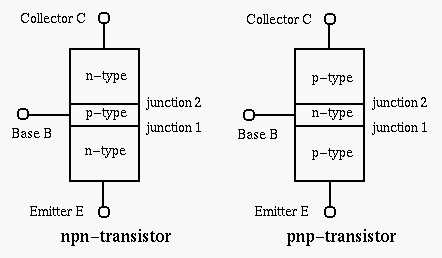 Collector C
n-type
junction 2
p-type
Base B
junction 1
n-type
Emitter E
npn-transistor
Collector C
p-type
junction 2
n-type
Base B
junction 1
p-type
Emitter E
pnp-transistor